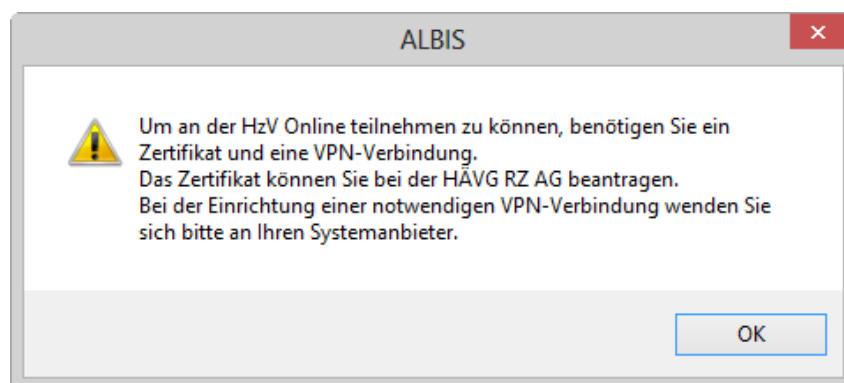 ALBIS
Um an der HzV Online teilnehmen zu können, benötigen Sie ein
Zertifikat und eine VPN-Verbindung.
Das Zertifikat können Sie bei der HÄVG RZ AG beantragen.
Bei der Einrichtung einer notwendigen VPN-Verbindung wenden Sie
sich bitte an Ihren Systemanbieter.
OK